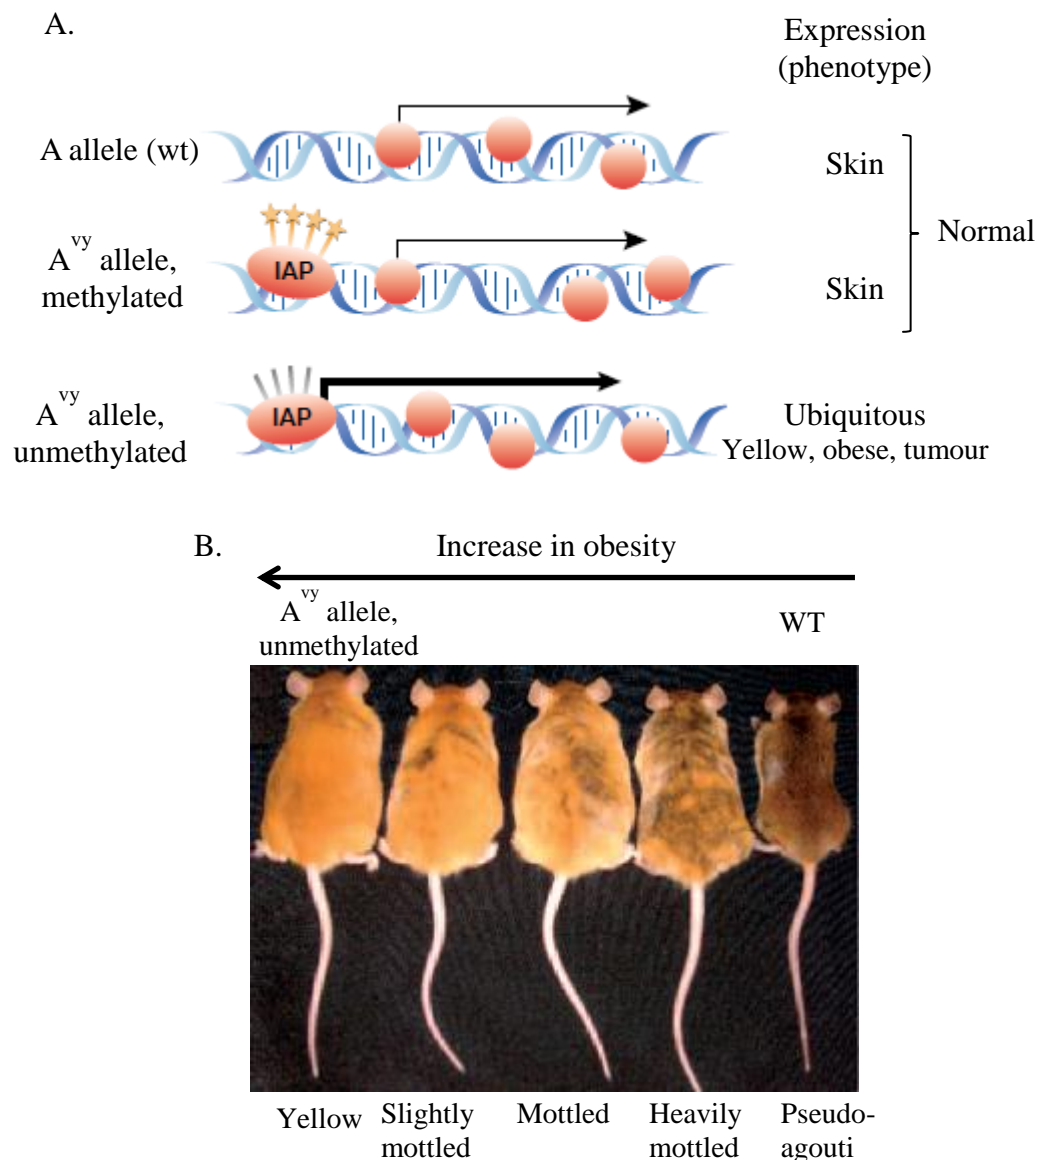 A.
Expression
(phenotype)
A allele (wt)
Skin
Normal
A^vy allele,
methylated
IAP
Skin
A^vy allele,
unmethylated
IAP
Ubiquitous
Yellow, obese, tumour
B.
Increase in obesity
A^vy allele,
unmethylated
WT
Yellow
Slightly
mottled
Mottled
Heavily
mottled
Pseudo-
agouti